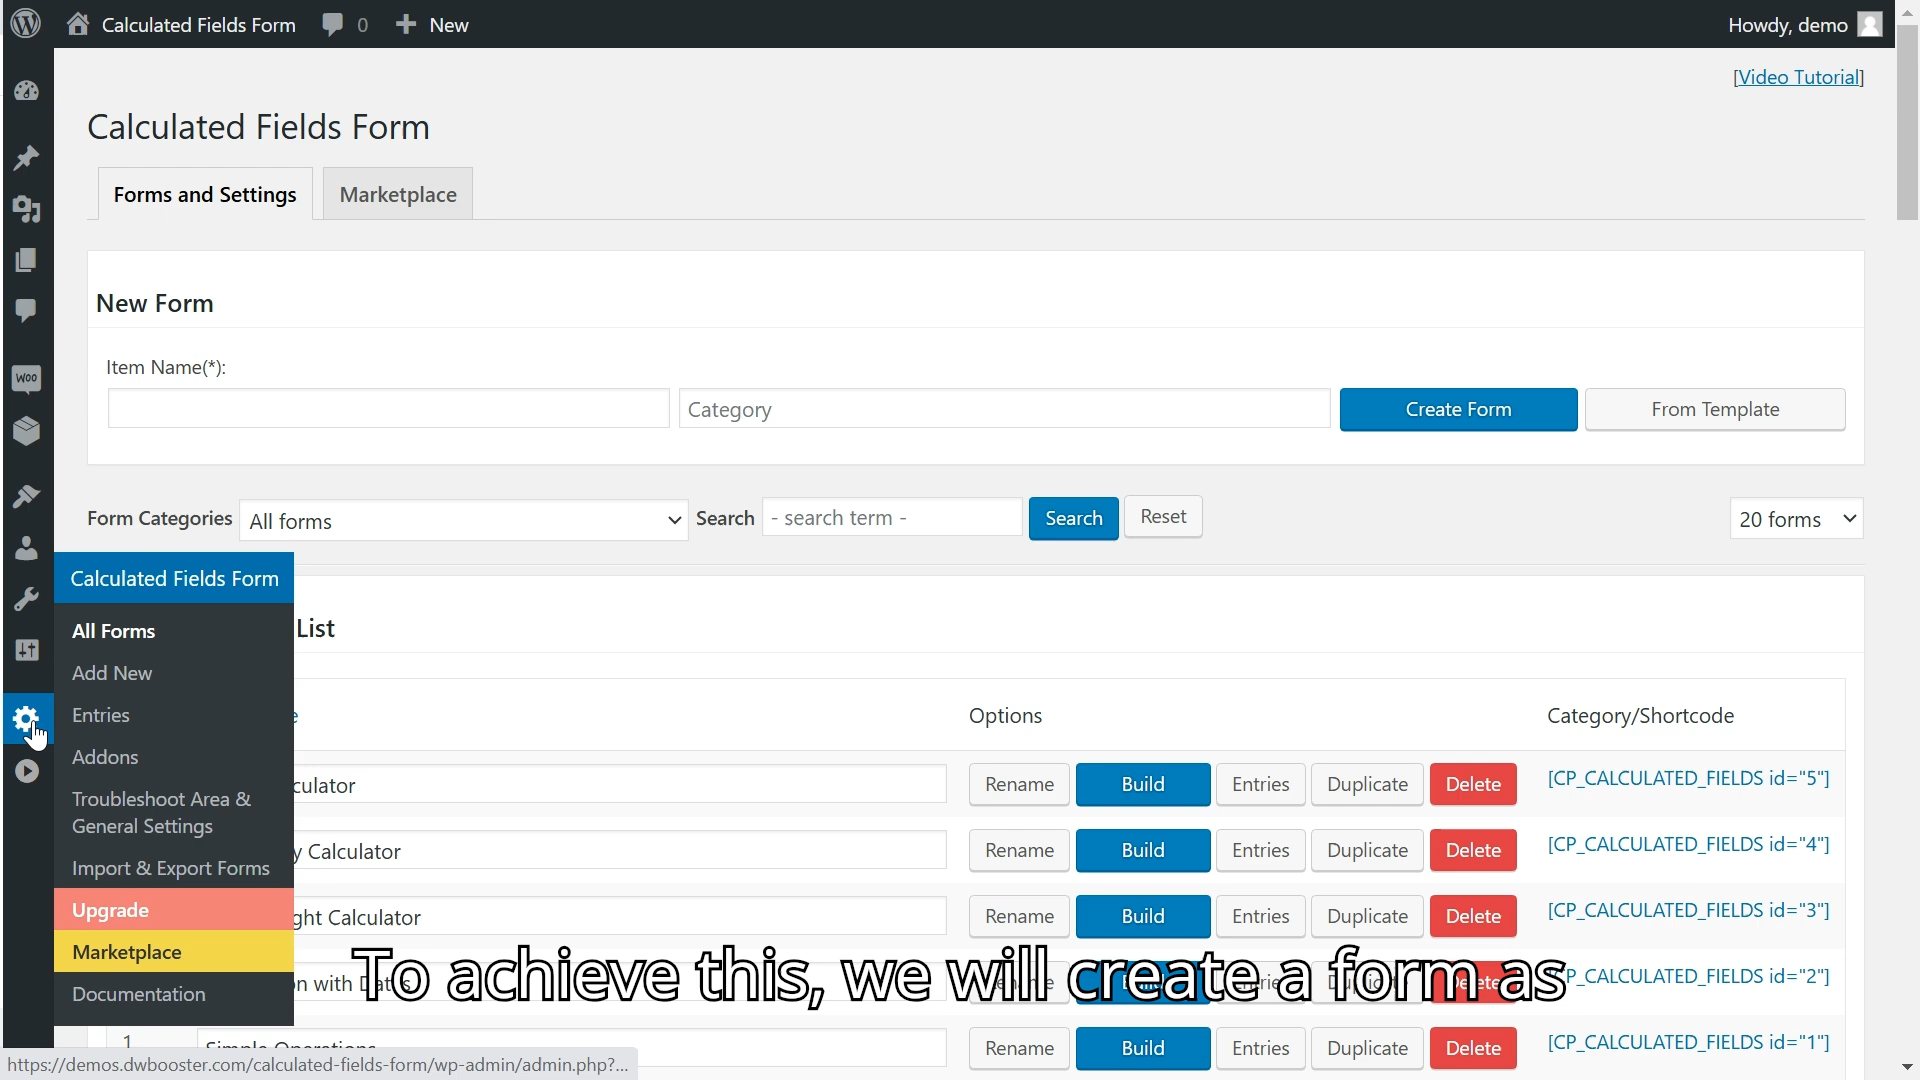 Calculated Fields Form 0 New Howdy, demo
[Video Tutorial]
Calculated Fields Form
Forms and Settings Marketplace
New Form
Item Name(*):
Category Create Form From Template
Form Categories All forms Search - search term - Search Reset 20 forms
Woo
Calculated Fields Form
All Forms
Add New
Entries
Addons
Troubleshoot Area &
General Settings
Import & Export Forms
Upgrade
Marketplace
Documentation
List
e Options Category/Shortcode
culator Rename Build Entries Duplicate Delete [CP_CALCULATED_FIELDS id="5"]
y Calculator Rename Build Entries Duplicate Delete [CP_CALCULATED_FIELDS id="4"]
ght Calculator Rename Build Entries Duplicate Delete [CP_CALCULATED_FIELDS id="3"]
n with [CP_CALCULATED_FIELDS id="2"]
To achieve this, we will create a form as
1 Simple Operations Rename Build Entries Duplicate Delete [CP_CALCULATED_FIELDS id="1"]
https://demos.dwbooster.com/calculated-fields-form/wp-admin/admin.php?...